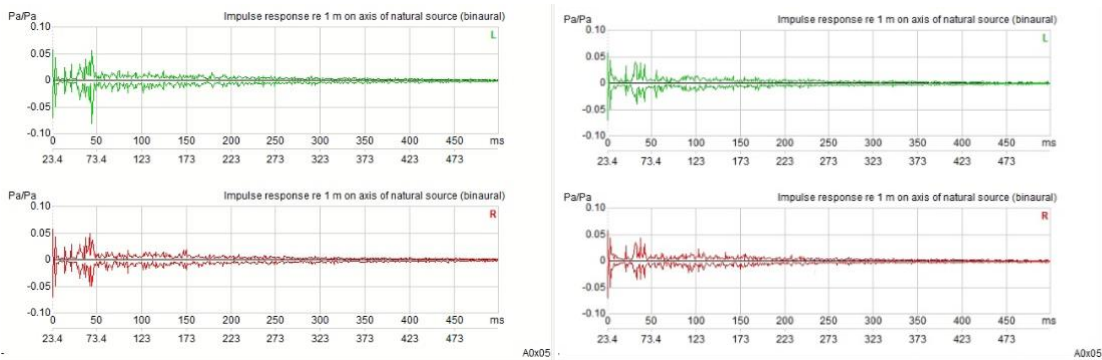 Pa/Pa Impulse response re 1 m on axis of natural source (binaural)
0.10
L
0.05
0
-0.05
-0.10
0 50 100 150 200 250 300 350 400 450 ms
23.4 73.4 123 173 223 273 323 373 423 473
Pa/Pa Impulse response re 1 m on axis of natural source (binaural)
0.10
R
0.05
0
-0.05
-0.10
0 50 100 150 200 250 300 350 400 450 ms
23.4 73.4 123 173 223 273 323 373 423 473
A0x05
Pa/Pa Impulse response re 1 m on axis of natural source (binaural)
0.10
L
0.05
0
-0.05
-0.10
0 50 100 150 200 250 300 350 400 450 ms
23.4 73.4 123 173 223 273 323 373 423 473
Pa/Pa Impulse response re 1 m on axis of natural source (binaural)
0.10
R
0.05
0
-0.05
-0.10
0 50 100 150 200 250 300 350 400 450 ms
23.4 73.4 123 173 223 273 323 373 423 473
A0x05